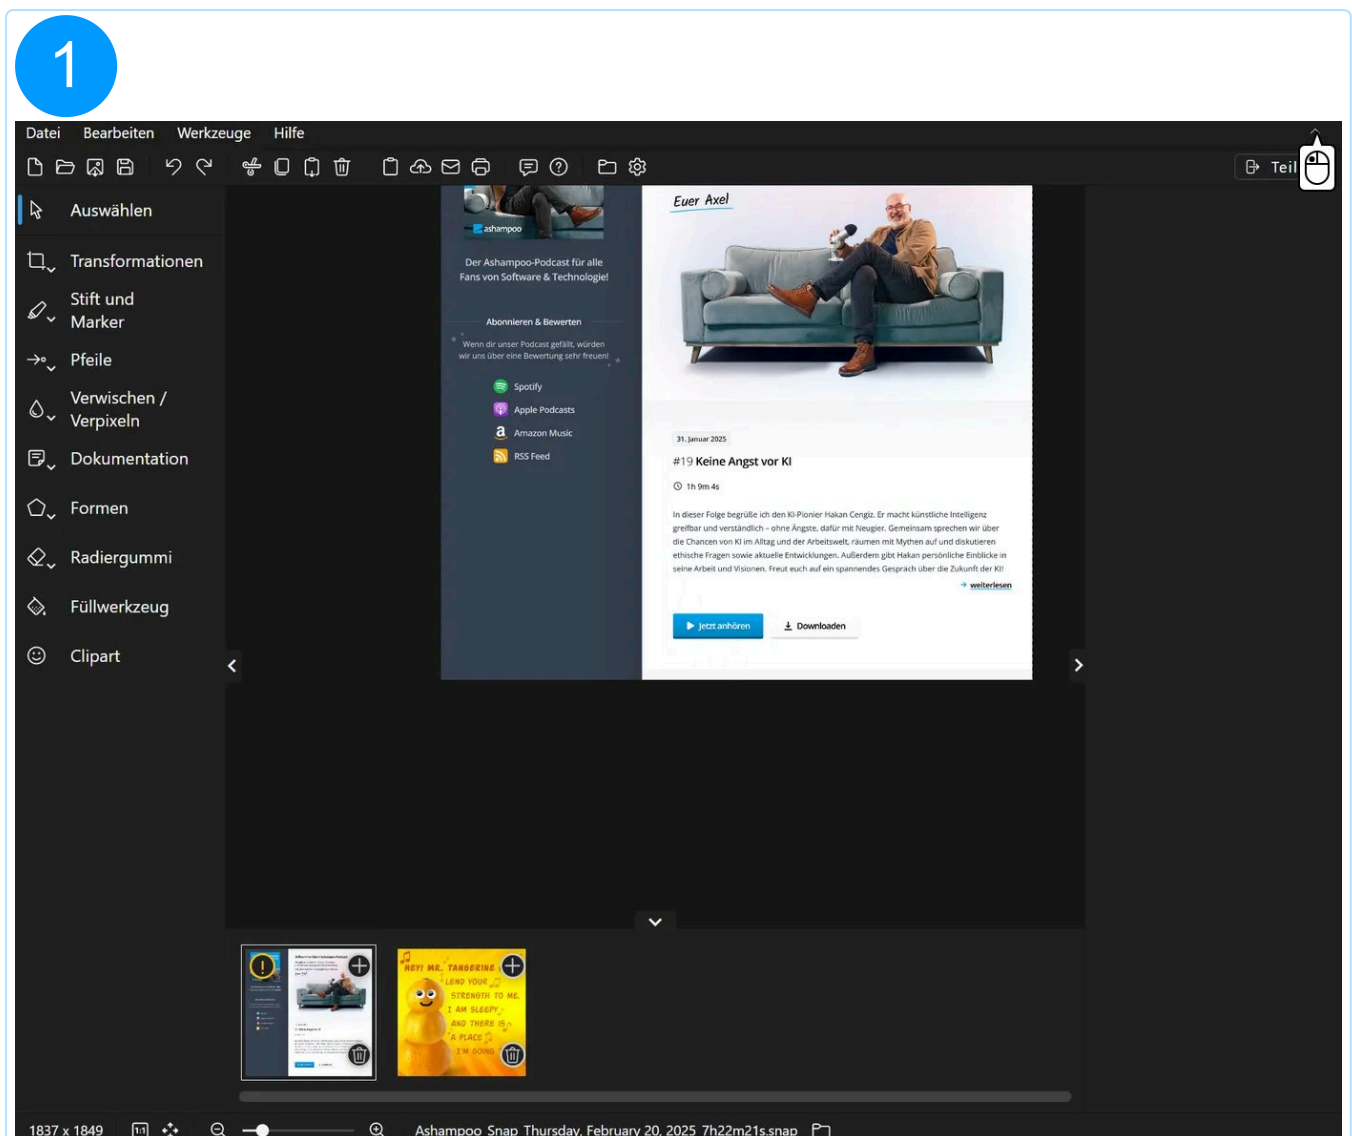 1
Datei Bearbeiten Werkzeuge Hilfe
Teil
Auswählen
Transformationen
Stift und
Marker
Pfeile
Verwischen /
Verpixeln
Dokumentation
Formen
Radiergummi
Füllwerkzeug
Clipart
ashampoo
Der Ashampoo-Podcast für alle
Fans von Software & Technologie!
Abonnieren & Bewerten
Wenn dir unser Podcast gefällt, würden
wir uns über eine Bewertung sehr freuen!
Spotify
Apple Podcasts
Amazon Music
RSS Feed
Euer Axel
31. Januar 2025
#19 Keine Angst vor KI
1h 9m 4s
In dieser Folge begrüße ich den KI-Pionier Hakan Cengiz. Er macht künstliche Intelligenz
greifbar und verständlich – ohne Ängste, dafür mit Neugier. Gemeinsam sprechen wir über
die Chancen von KI im Alltag und der Arbeitswelt, räumen mit Mythen auf und diskutieren
ethische Fragen sowie aktuelle Entwicklungen. Außerdem gibt Hakan persönliche Einblicke in
seine Arbeit und Visionen. Freut euch auf ein spannendes Gespräch über die Zukunft der KI!
weiterlesen
Jetzt anhören Downloaden
HEY! MR. TANGERINE
LEND YOUR
STRENGTH TO ME,
I AM SLEEPY
AND THERE IS
A PLACE
I'M GOING
1837 x 1849 1:1 Ashampoo_Snap_Thursday, February 20, 2025_7h22m21s.snap